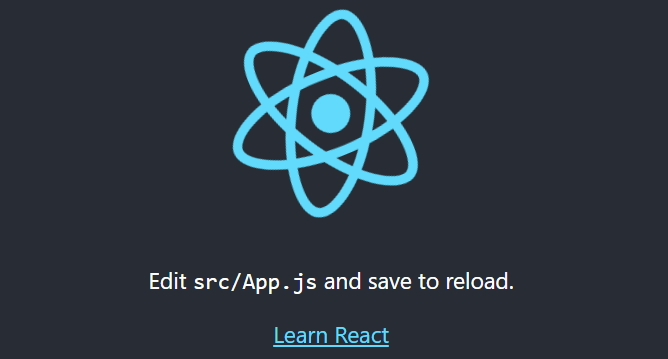 Edit src/App.js and save to reload.
Learn React